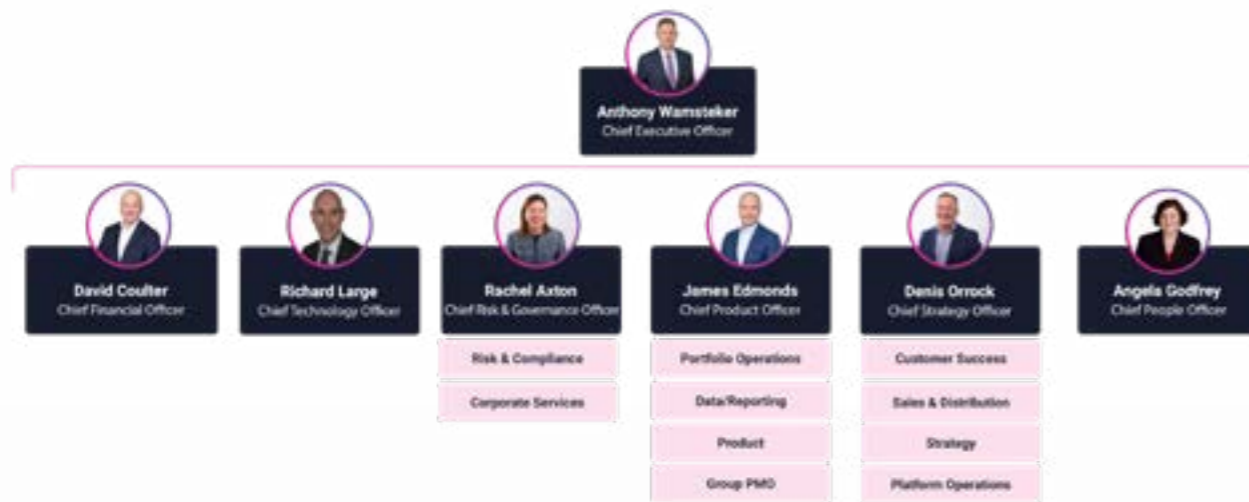 Anthony Wamsteker
Chief Executive Officer
David Coulter
Chief Financial Officer
Richard Large
Chief Technology Officer
Rachel Axton
Chief Risk & Governance Officer
James Edmonds
Chief Product Officer
Denis Orrock
Chief Strategy Officer
Angela Godfrey
Chief People Officer
Risk & Compliance
Corporate Services
Portfolio Operations
Data/Reporting
Product
Group PMO
Customer Success
Sales & Distribution
Strategy
Platform Operations